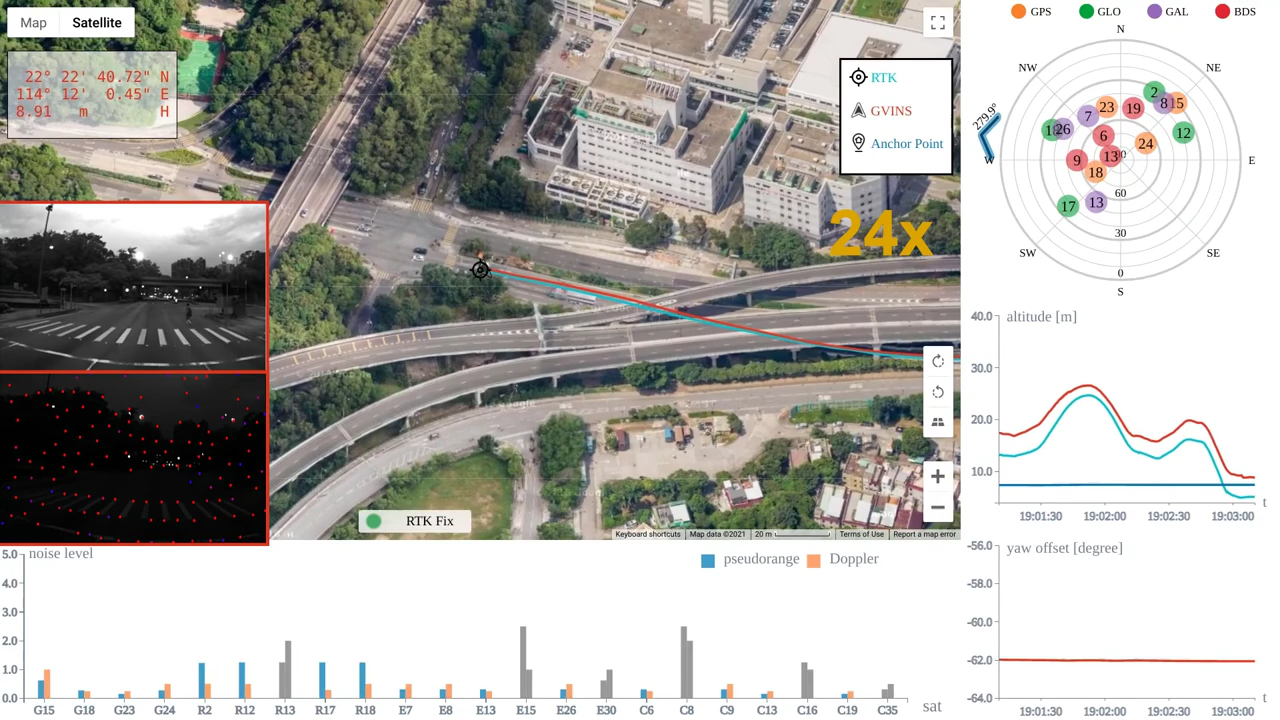 Map Satellite
22° 22' 40.72" N
114° 12' 0.45" E
8.91 m H
RTK
GVINS
Anchor Point
24x
RTK Fix
Google
Keyboard shortcuts Map data ©2021 20 m Terms of Use Report a map error
GPS GLO GAL BDS
N
NW NE
2
23 19 8 15
7
18 26 6 12
24
279.9°
W 9 13 0 E
18
60
17 13
30
SW SE
0
S
altitude [m]
40.0
30.0
20.0
10.0
t
19:01:30 19:02:00 19:02:30 19:03:00
yaw offset [degree]
-56.0
-58.0
-60.0
-62.0
-64.0
t
19:01:30 19:02:00 19:02:30 19:03:00
noise level
pseudorange Doppler
5.0
4.0
3.0
2.0
1.0
0.0
G15 G18 G23 G24 R2 R12 R13 R17 R18 E7 E8 E13 E15 E26 E30 C6 C8 C9 C13 C16 C19 C35 sat